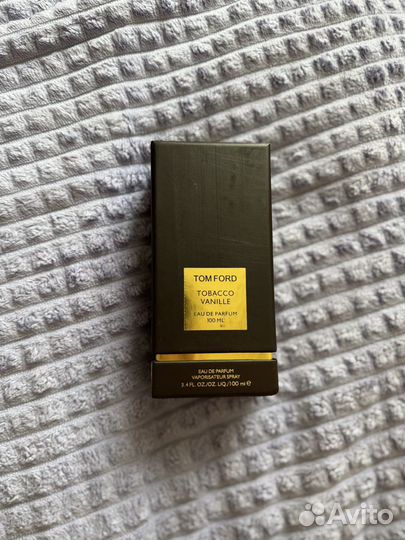 TOM FORD
TOBACCO
VANILLE
EAU DE PARFUM
100 ML
EAU DE PARFUM
VAPORISATEUR SPRAY
3.4 FL. OZ./OZ. LIQ./100 ml ℮
Avito